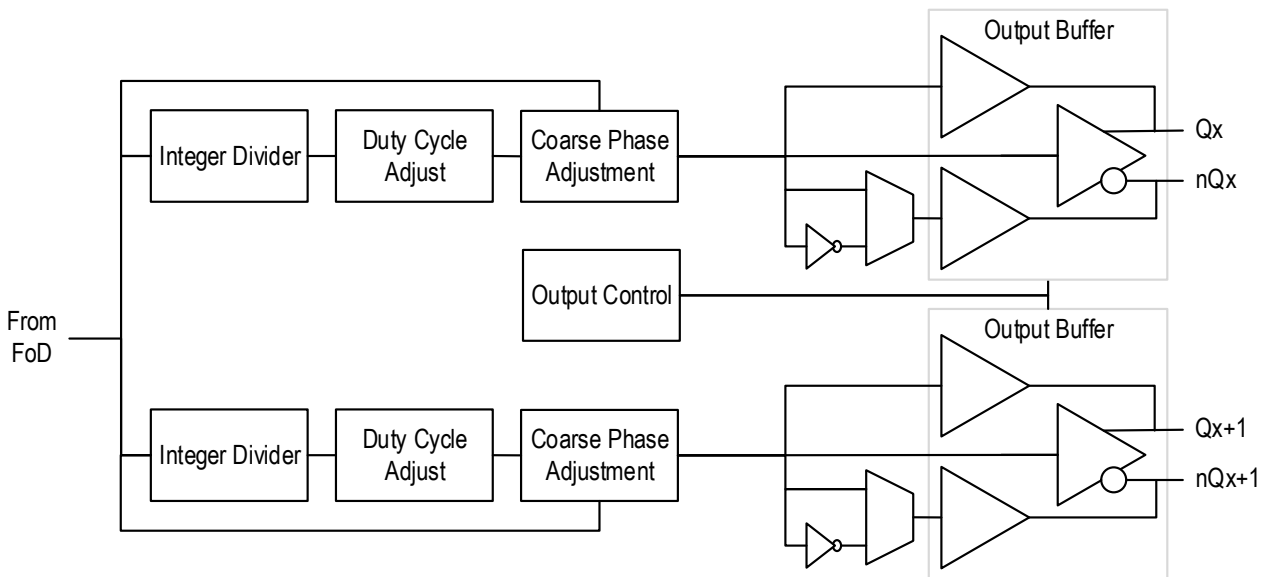 Output Buffer
Integer Divider
Duty Cycle
Adjust
Coarse Phase
Adjustment
Qx
nQx
Output Control
From
FoD
Output Buffer
Integer Divider
Duty Cycle
Adjust
Coarse Phase
Adjustment
Qx+1
nQx+1